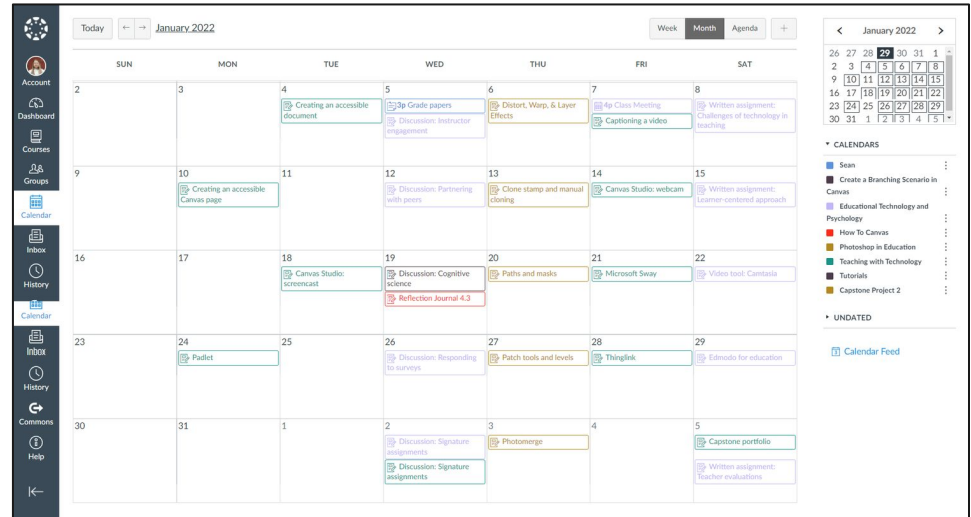 Account
Dashboard
Courses
Groups
Calendar
Inbox
History
Calendar
Inbox
History
Commons
Help
Today ← → January 2022
Week Month Agenda +
SUN MON TUE WED THU FRI SAT
2 3 4 5 6 7 8
Creating an accessible
document
3p Grade papers
Discussion: Instructor
engagement
Distort, Warp, & Layer
Effects
4p Class Meeting
Captioning a video
Written assignment:
Challenges of technology in
teaching
9 10 11 12 13 14 15
Creating an accessible
Canvas page
Discussion: Partnering
with peers
Clone stamp and manual
cloning
Canvas Studio: webcam
Written assignment:
Learner-centered approach
16 17 18 19 20 21 22
Canvas Studio:
screencast
Discussion: Cognitive
science
Reflection Journal 4.3
Paths and masks
Microsoft Sway
Video tool: Camtasia
23 24 25 26 27 28 29
Padlet
Discussion: Responding
to surveys
Patch tools and levels
Thinglink
Edmodo for education
30 31 1 2 3 4 5
Discussion: Signature
assignments
Discussion: Signature
assignments
Photomerge
Capstone portfolio
Written assignment:
Teacher evaluations
January 2022
26 27 28 29 30 31 1
2 3 4 5 6 7 8
9 10 11 12 13 14 15
16 17 18 19 20 21 22
23 24 25 26 27 28 29
30 31 1 2 3 4 5
CALENDARS
Sean
Create a Branching Scenario in
Canvas
Educational Technology and
Psychology
How To Canvas
Photoshop in Education
Teaching with Technology
Tutorials
Capstone Project 2
UNDATED
Calendar Feed